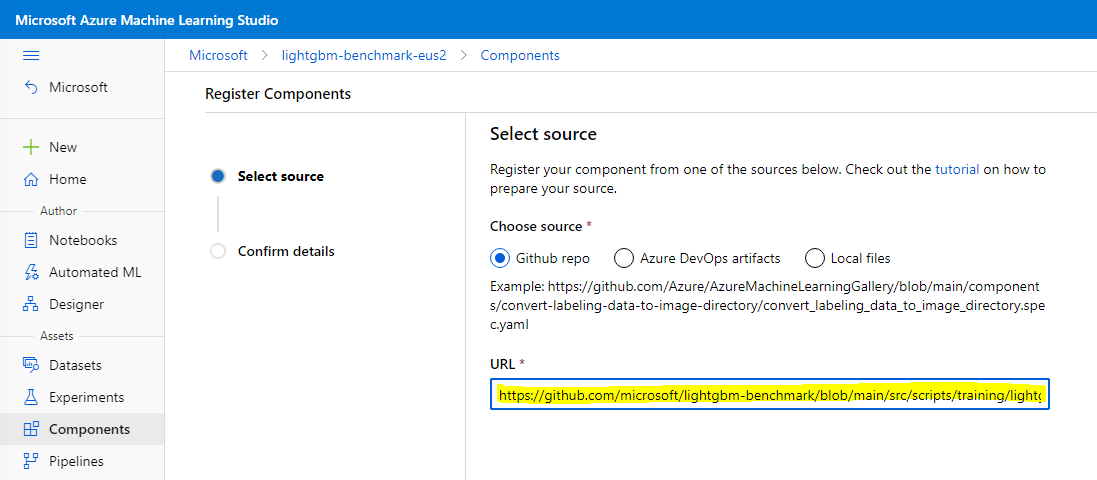 Microsoft Azure Machine Learning Studio
Microsoft > lightgbm-benchmark-eus2 > Components
Microsoft
New
Home
Author
Notebooks
Automated ML
Designer
Assets
Datasets
Experiments
Components
Pipelines
Register Components
Select source
Confirm details
Select source
Register your component from one of the sources below. Check out the tutorial on how to
prepare your source.
Choose source *
Github repo
Azure DevOps artifacts
Local files
Example: https://github.com/Azure/AzureMachineLearningGallery/blob/main/component
s/convert-labeling-data-to-image-directory/convert_labeling_data_to_image_directory.spe
c.yaml
URL *
https://github.com/microsoft/lightgbm-benchmark/blob/main/src/scripts/training/light